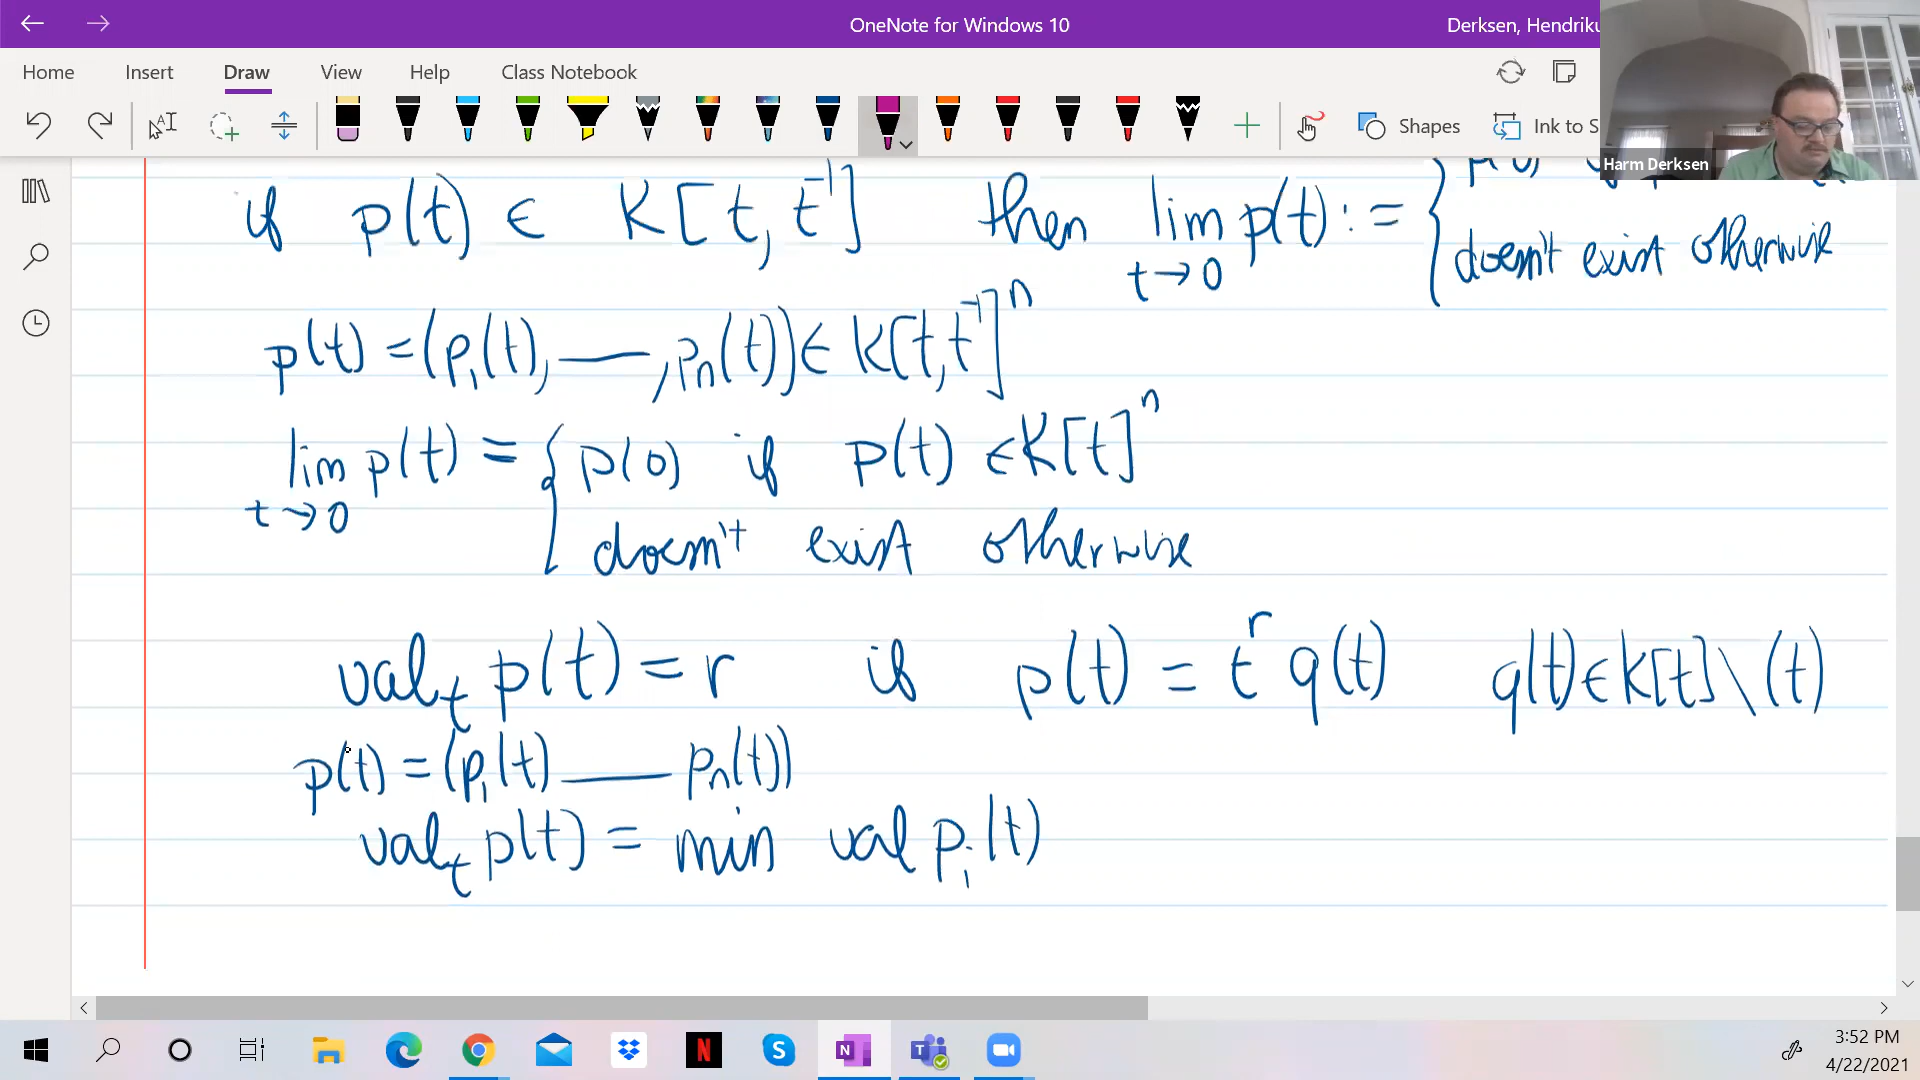 OneNote for Windows 10
Derksen, Hendriku
Home Insert Draw View Help Class Notebook
Shapes Ink to S
Harm Derksen
if p(t) ∈ K[t, t⁻¹] then lim p(t) := {
t→0
doesn't exist otherwise
p(t) = (p₁(t), —, pₙ(t)) ∈ K[t, t⁻¹]ⁿ
lim p(t) = { p(0) if p(t) ∈ K[t]ⁿ
t→0
doesn't exist otherwise
valₜ p(t) = r if p(t) = tʳ q(t) q(t) ∈ K[t] \ (t)
p(t) = (p₁(t) — pₙ(t))
valₜ p(t) = min val pᵢ(t)
3:52 PM
4/22/2021